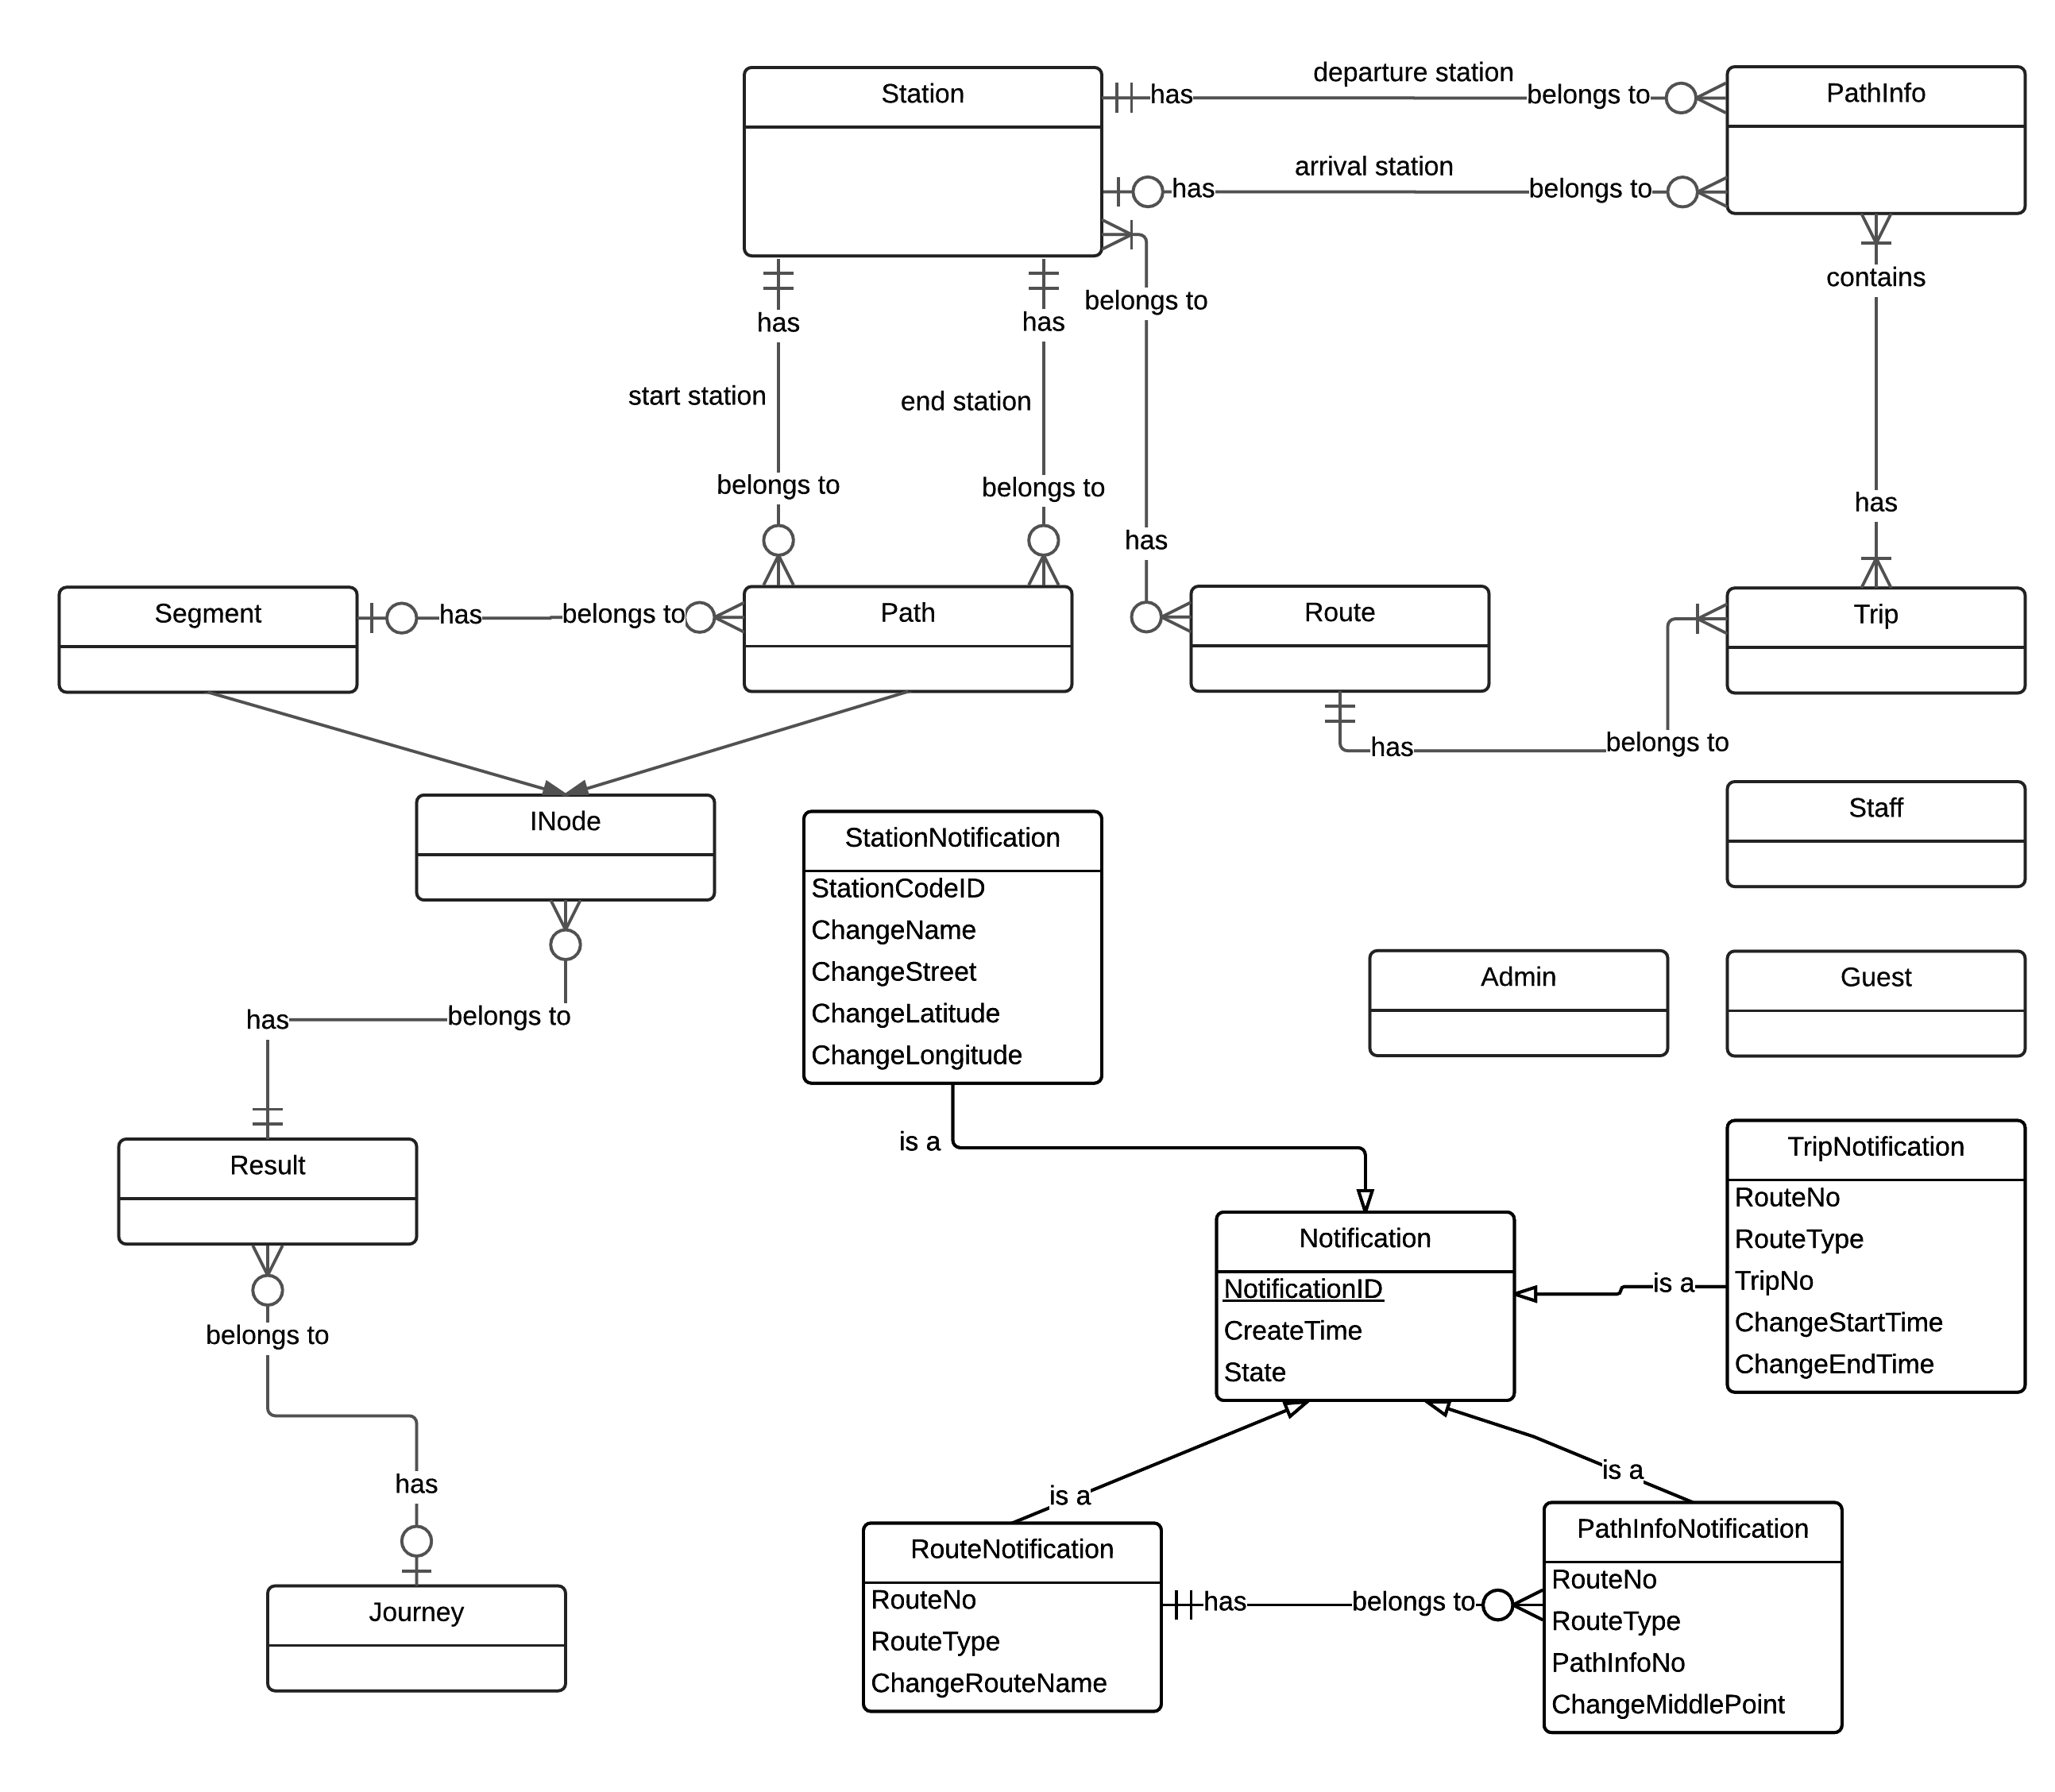 departure station
Station
has
belongs to
PathInfo
arrival station
has
belongs to
contains
belongs to
has
has
start station
end station
belongs to
belongs to
has
has
Segment
has
belongs to
Path
Route
Trip
has
belongs to
INode
Staff
StationNotification
StationCodeID
ChangeName
ChangeStreet
ChangeLatitude
ChangeLongitude
Admin
Guest
has
belongs to
is a
Result
TripNotification
RouteNo
RouteType
TripNo
ChangeStartTime
ChangeEndTime
Notification
NotificationID
CreateTime
State
is a
belongs to
has
is a
is a
Journey
RouteNotification
RouteNo
RouteType
ChangeRouteName
has
belongs to
PathInfoNotification
RouteNo
RouteType
PathInfoNo
ChangeMiddlePoint